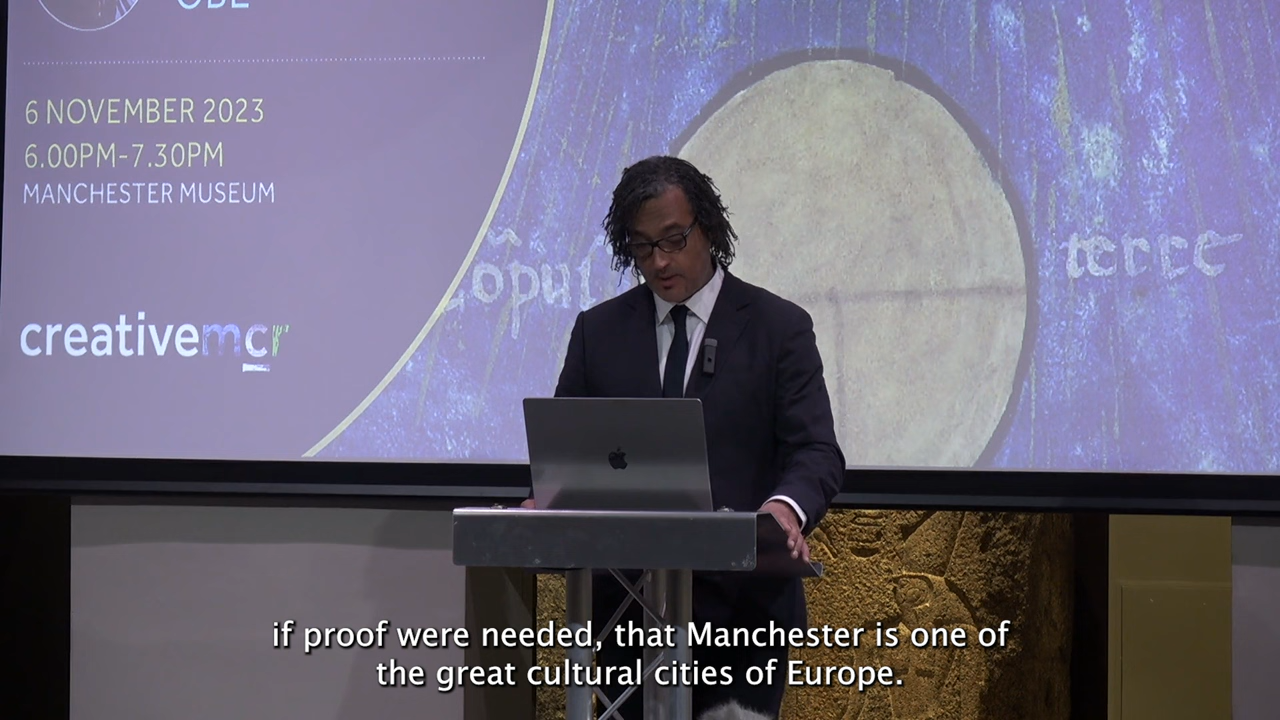 OBE
6 NOVEMBER 2023
6.00PM-7.30PM
MANCHESTER MUSEUM
creativemcr
terre
if proof were needed, that Manchester is one of
the great cultural cities of Europe.